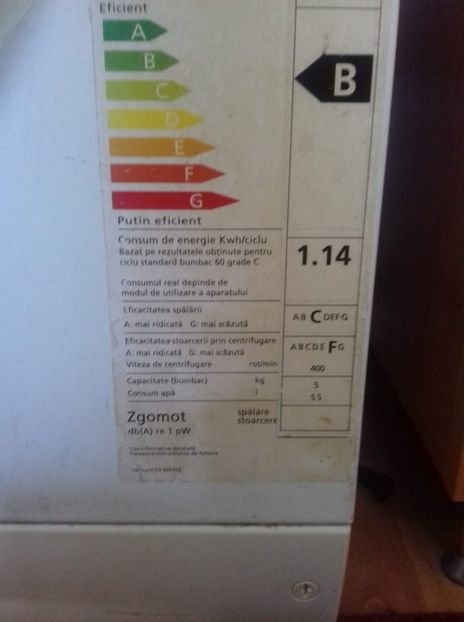 Eficient
A
B
B
C
D
E
F
G
Putin eficient
Consum de energie Kwh/ciclu
1.14
Bazat pe rezultatele obtinute pentru
ciclu standard bumbac 60 grade C
Consumul real depinde de
modul de utilizare a aparatului
Eficacitatea spălării
A: mai ridicată G: mai scăzută
AB C DEFG
Eficacitatea stoarcerii prin centrifugare
A: mai ridicată G: mai scăzută
ABCDE F G
Viteza de centrifugare rot/min 400
Capacitate (bumbac) kg 5
Consum apă l 55
Zgomot spălare
stoarcere
db(A) re 1 pW